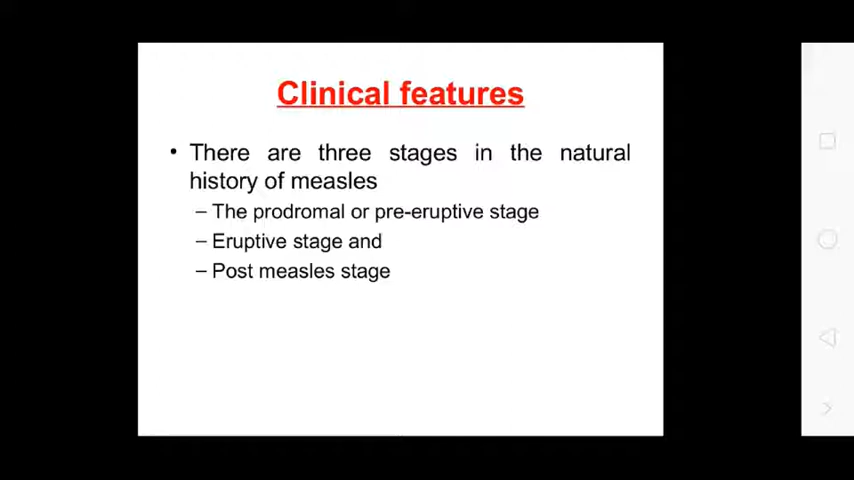 Clinical features
• There are three stages in the natural
history of measles
– The prodromal or pre-eruptive stage
– Eruptive stage and
– Post measles stage